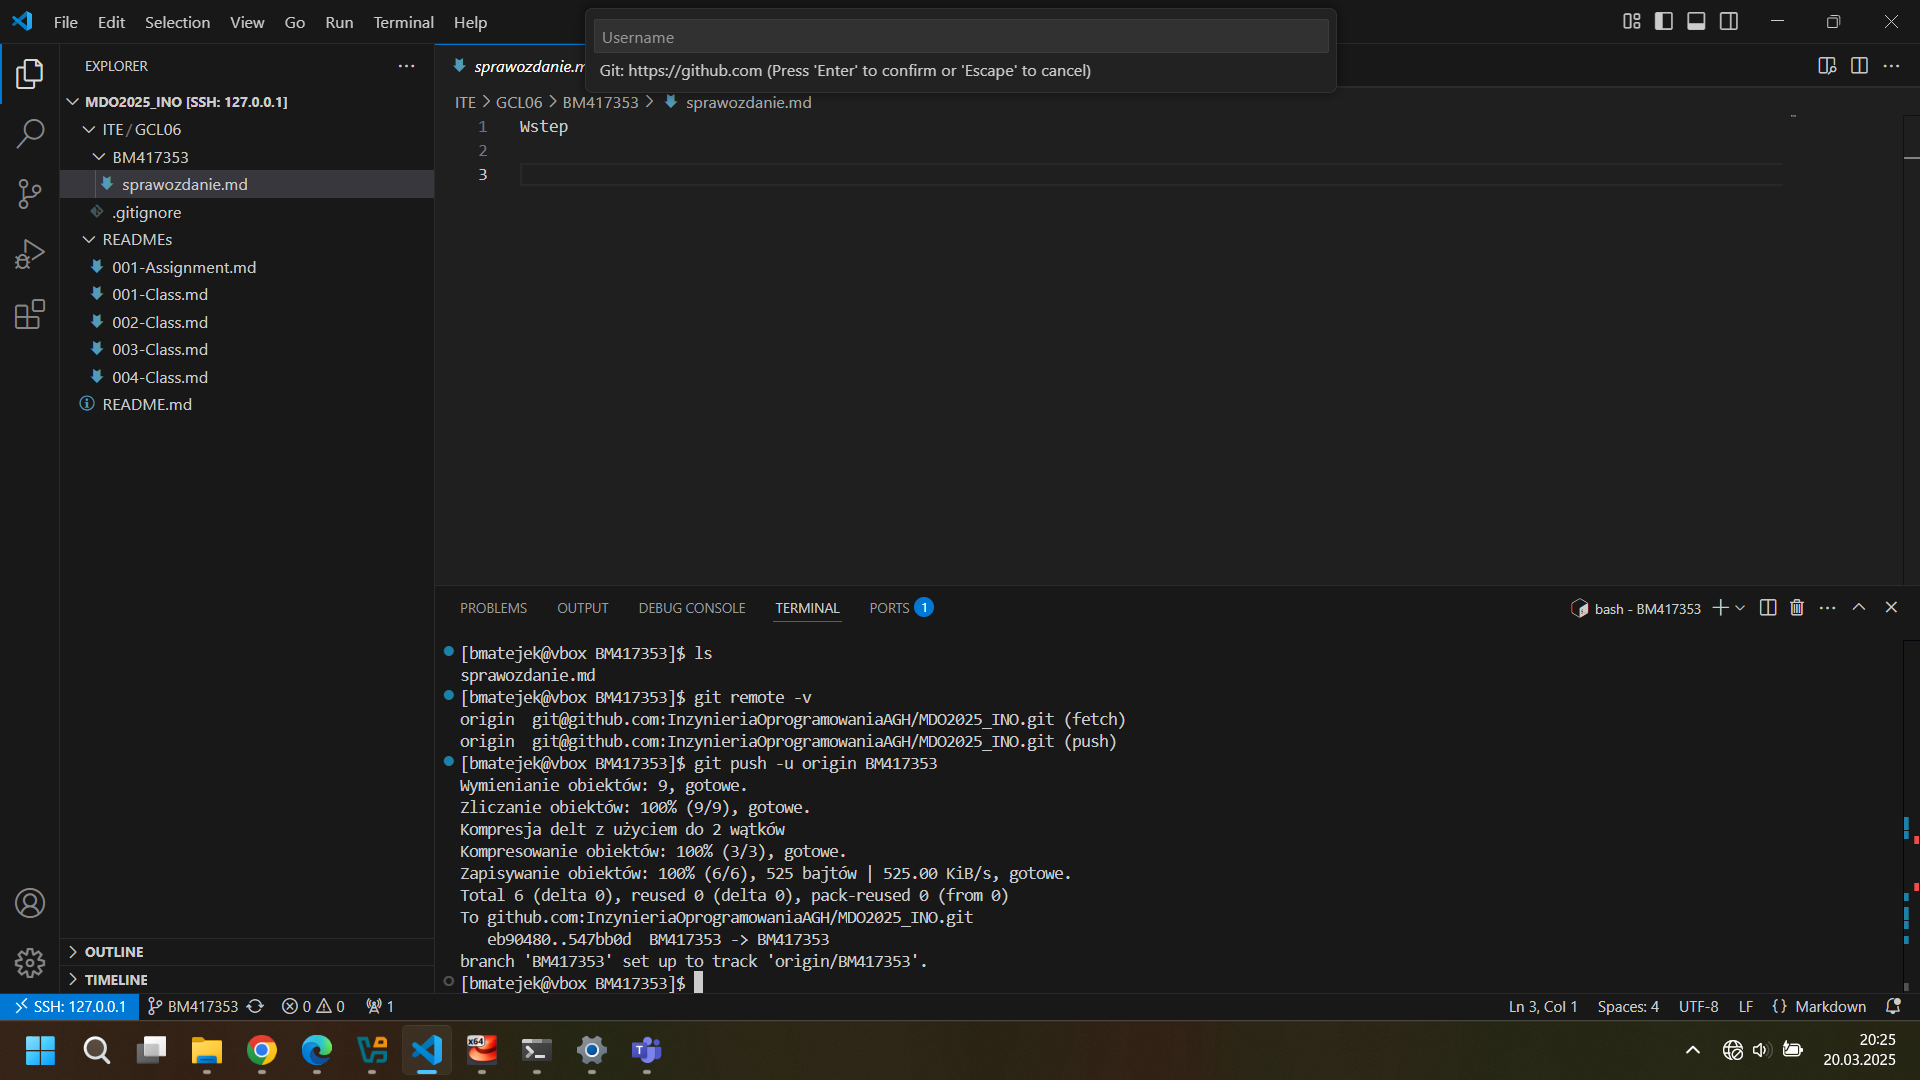 File Edit Selection View Go Run Terminal Help
Username
Git: https://github.com (Press 'Enter' to confirm or 'Escape' to cancel)
EXPLORER
MDO2025_INO [SSH: 127.0.0.1]
ITE / GCL06
BM417353
sprawozdanie.md
.gitignore
READMEs
001-Assignment.md
001-Class.md
002-Class.md
003-Class.md
004-Class.md
README.md
OUTLINE
TIMELINE
sprawozdanie.m
ITE > GCL06 > BM417353 > sprawozdanie.md
1 Wstep
2
3
PROBLEMS OUTPUT DEBUG CONSOLE TERMINAL PORTS 1
bash - BM417353
[bmatejek@vbox BM417353]$ ls
sprawozdanie.md
[bmatejek@vbox BM417353]$ git remote -v
origin  git@github.com:InzynieriaOprogramowaniaAGH/MDO2025_INO.git (fetch)
origin  git@github.com:InzynieriaOprogramowaniaAGH/MDO2025_INO.git (push)
[bmatejek@vbox BM417353]$ git push -u origin BM417353
Wymienianie obiektów: 9, gotowe.
Zliczanie obiektów: 100% (9/9), gotowe.
Kompresja delt z użyciem do 2 wątków
Kompresowanie obiektów: 100% (3/3), gotowe.
Zapisywanie obiektów: 100% (6/6), 525 bajtów | 525.00 KiB/s, gotowe.
Total 6 (delta 0), reused 0 (delta 0), pack-reused 0 (from 0)
To github.com:InzynieriaOprogramowaniaAGH/MDO2025_INO.git
   eb90480..547bb0d  BM417353 -> BM417353
branch 'BM417353' set up to track 'origin/BM417353'.
[bmatejek@vbox BM417353]$
SSH: 127.0.0.1 BM417353 0 0 1
Ln 3, Col 1 Spaces: 4 UTF-8 LF {} Markdown
x64
T
20:25
20.03.2025